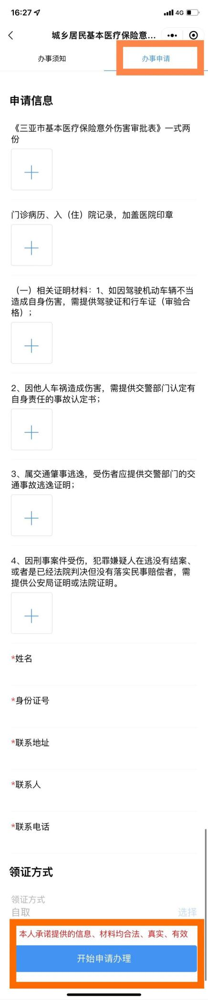 16:27
4G
城乡居民基本医疗保险意...
办事须知
办事申请
申请信息
《三亚市基本医疗保险意外伤害审批表》一式两
份
门诊病历、入（住）院记录，加盖医院印章
（一）相关证明材料：1、如因驾驶机动车辆不当
造成自身伤害，需提供驾驶证和行车证（审验合
格）；
2、因他人车祸造成伤害，需提供交警部门认定有
自身责任的事故认定书；
3、属交通肇事逃逸，受伤者应提供交警部门的交
通事故逃逸证明；
4、因刑事案件受伤，犯罪嫌疑人在逃没有结案、
或者是已经法院判决但没有落实民事赔偿者，需
提供公安局证明或法院证明。
*姓名
*身份证号
*联系地址
*联系人
*联系电话
领证方式
领证方式
自取
选择
本人承诺提供的信息、材料均合法、真实、有效
开始申请办理